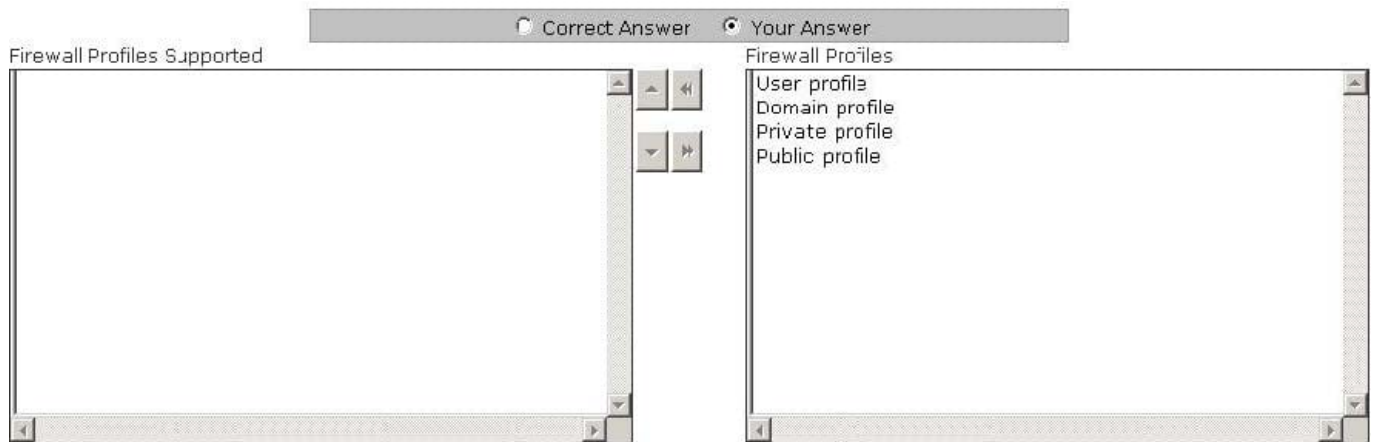 Correct Answer Your Answer
Firewall Profiles Supported
Firewall Profiles
User profile
Domain profile
Private profile
Public profile